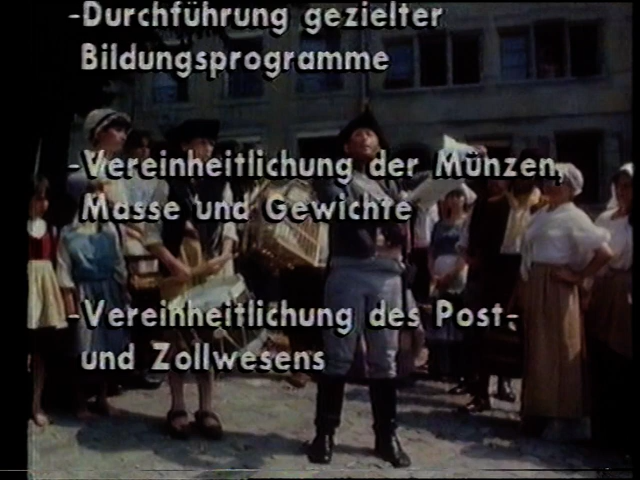 -Durchführung gezielter
Bildungsprogramme
-Vereinheitlichung der Münzen,
Masse und Gewichte
-Vereinheitlichung des Post-
und Zollwesens